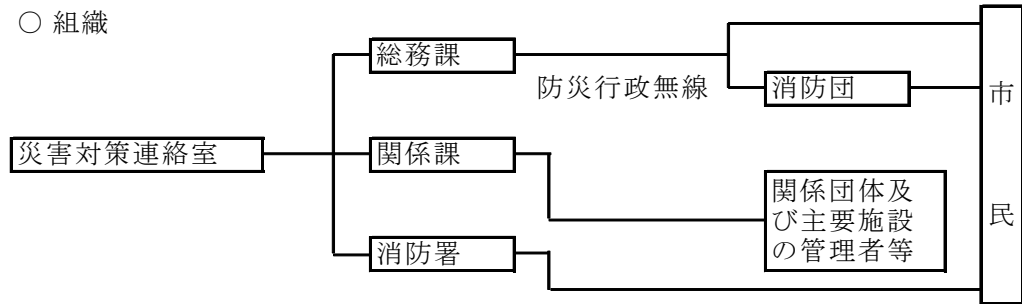 ○ 組織
総務課
防災行政無線
消防団
災害対策連絡室
関係課
関係団体及
び主要施設
の管理者等
消防署
市民